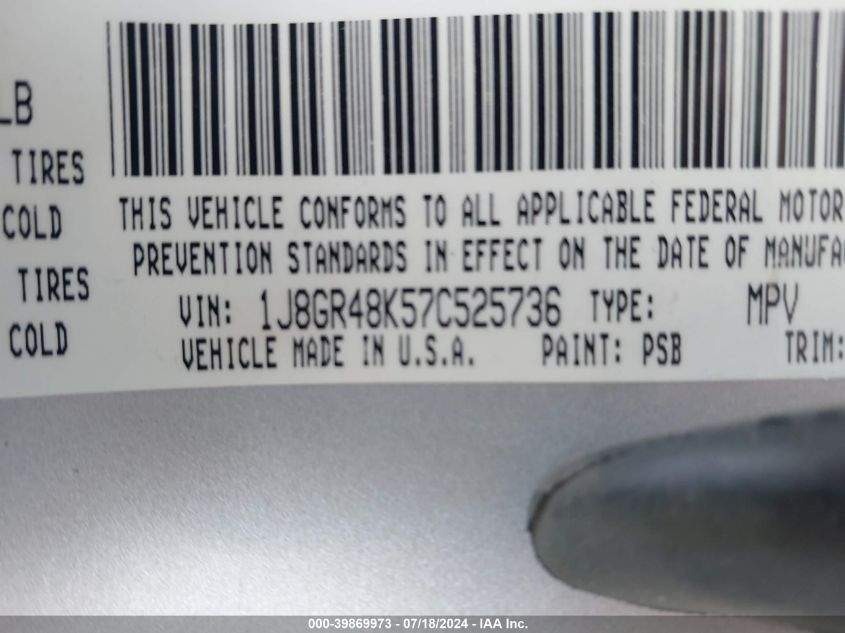 LB
TIRES
COLD
TIRES
COLD
THIS VEHICLE CONFORMS TO ALL APPLICABLE FEDERAL MOTOR
PREVENTION STANDARDS IN EFFECT ON THE DATE OF MANUFA
VIN: 1J8GR48K57C525736 TYPE: MPV
VEHICLE MADE IN U.S.A. PAINT: PSB TRIM:
000-39869973 - 07/18/2024 - IAA Inc.